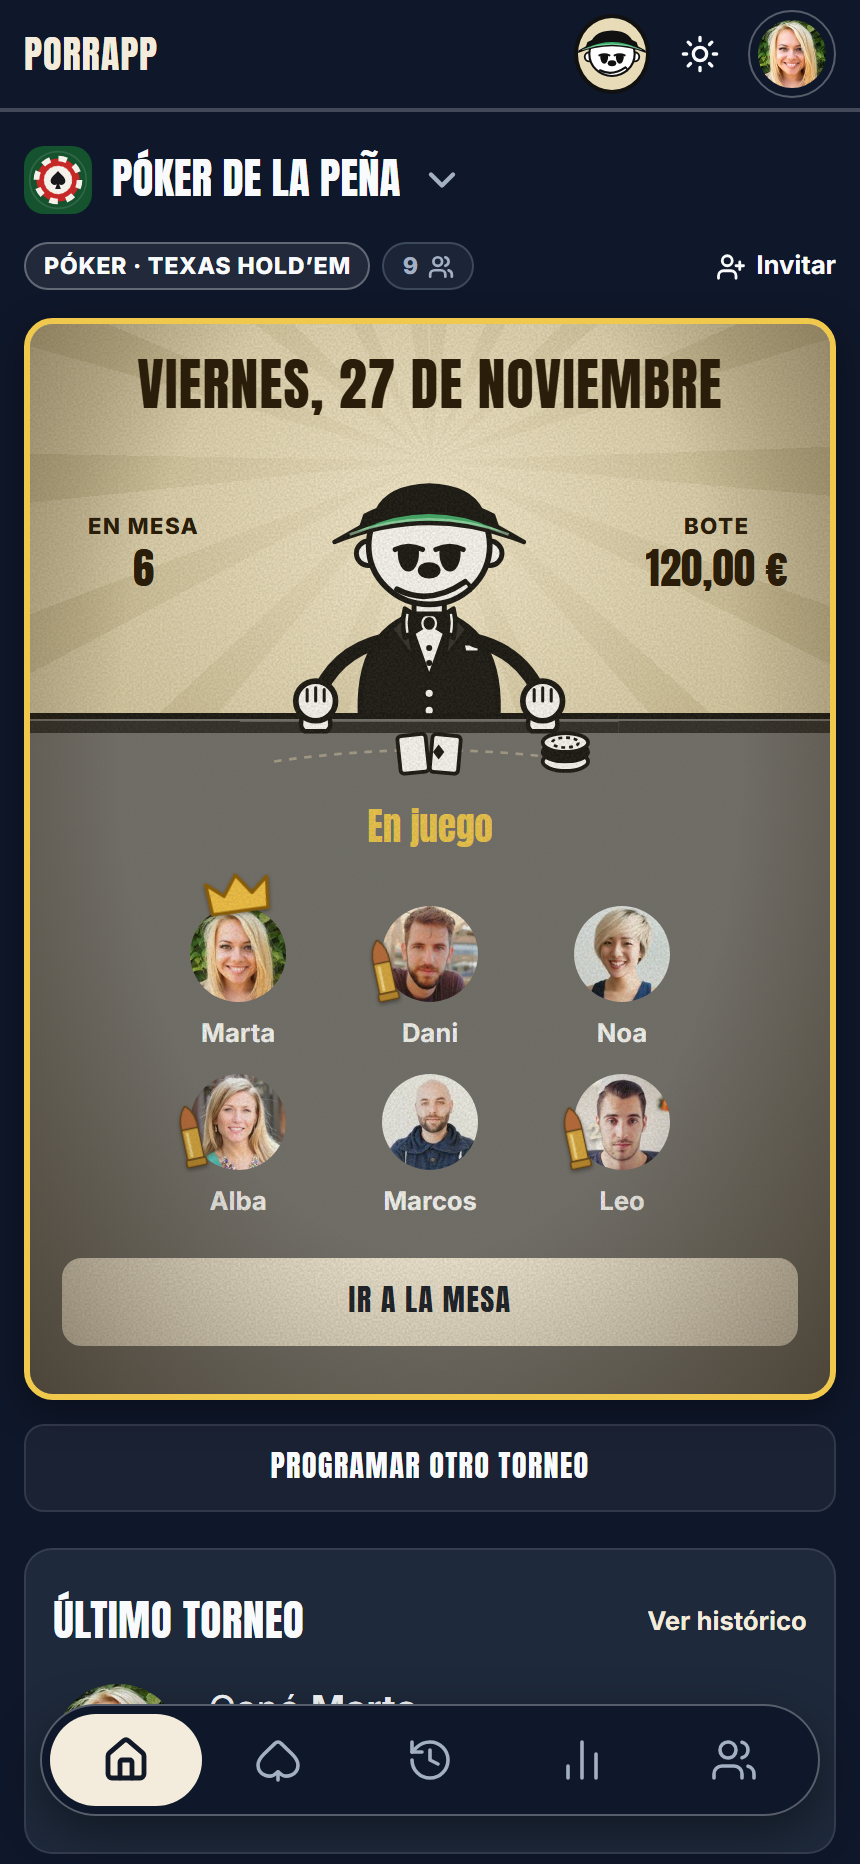 PORRAPP
PÓKER DE LA PEÑA
PÓKER · TEXAS HOLD’EM
9
Invitar
VIERNES, 27 DE NOVIEMBRE
EN MESA
6
BOTE
120,00 €
En juego
Marta
Dani
Noa
Alba
Marcos
Leo
IR A LA MESA
PROGRAMAR OTRO TORNEO
ÚLTIMO TORNEO
Ver histórico
Ganó Marta